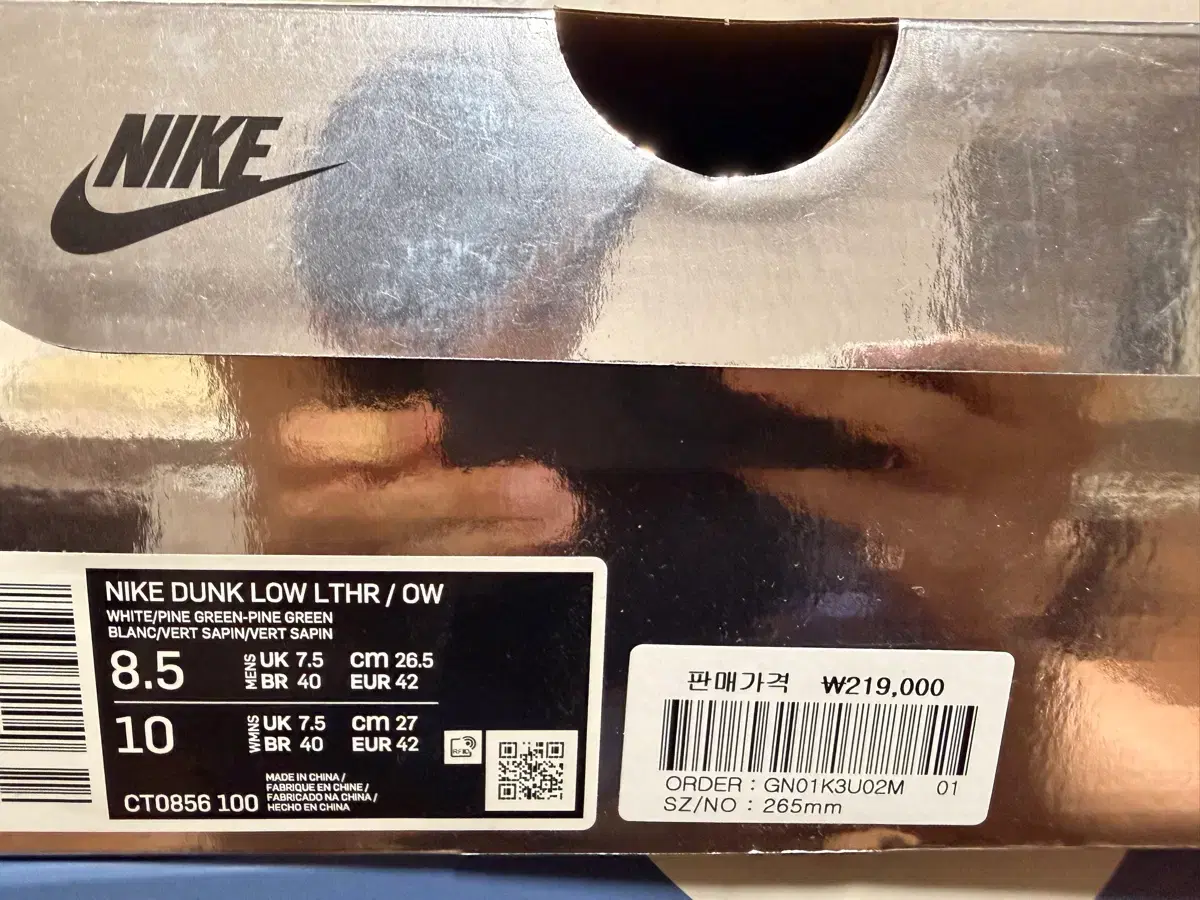 NIKE
NIKE DUNK LOW LTHR / OW
WHITE/PINE GREEN-PINE GREEN
BLANC/VERT SAPIN/VERT SAPIN
8.5 MENS UK 7.5 cm 26.5
BR 40 EUR 42
10 WMNS UK 7.5 cm 27
BR 40 EUR 42
RFID
MADE IN CHINA /
FABRIQUE EN CHINE /
FABRICADO NA CHINA /
HECHO EN CHINA
CT0856 100
판매가격 ₩219,000
ORDER : GN01K3U02M 01
SZ/NO : 265mm